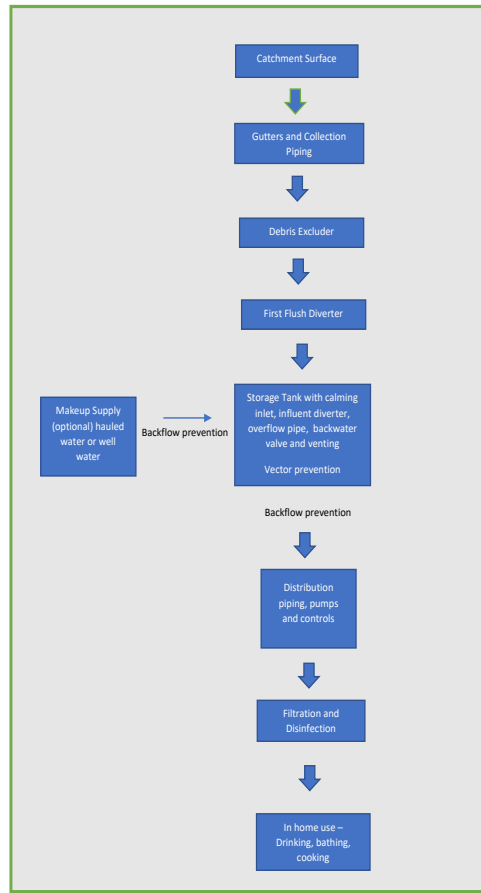 Catchment Surface
Gutters and Collection
Piping
Debris Excluder
First Flush Diverter
Makeup Supply
(optional) hauled
water or well
water
Backflow prevention
Storage Tank with calming
inlet, influent diverter,
overflow pipe, backwater
valve and venting
Vector prevention
Backflow prevention
Distribution
piping, pumps
and controls
Filtration and
Disinfection
In home use –
Drinking, bathing,
cooking